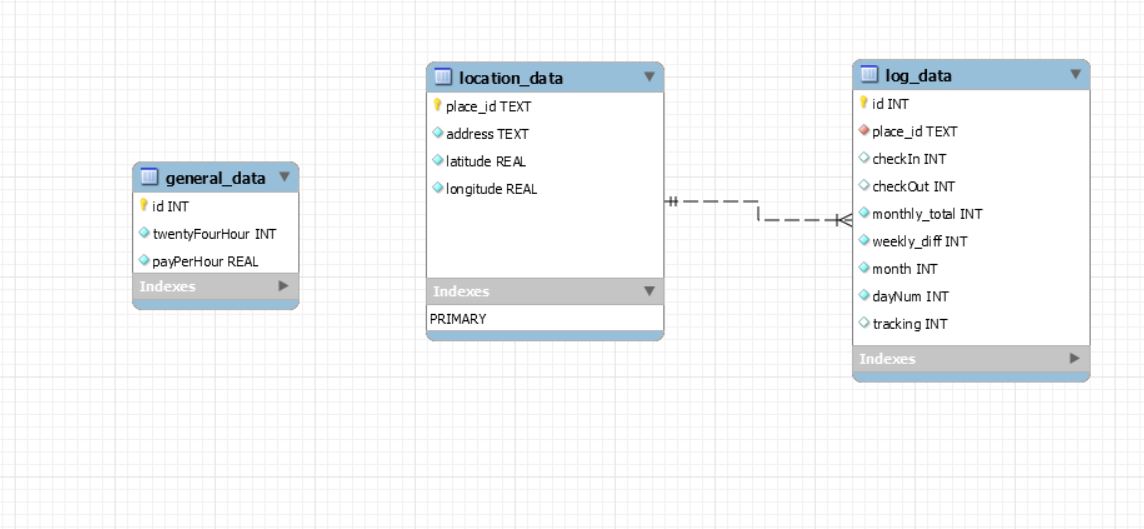 general_data
id INT
twentyFourHour INT
payPerHour REAL
Indexes
location_data
place_id TEXT
address TEXT
latitude REAL
longitude REAL
Indexes
PRIMARY
log_data
id INT
place_id TEXT
checkIn INT
checkOut INT
monthly_total INT
weekly_diff INT
month INT
dayNum INT
tracking INT
Indexes